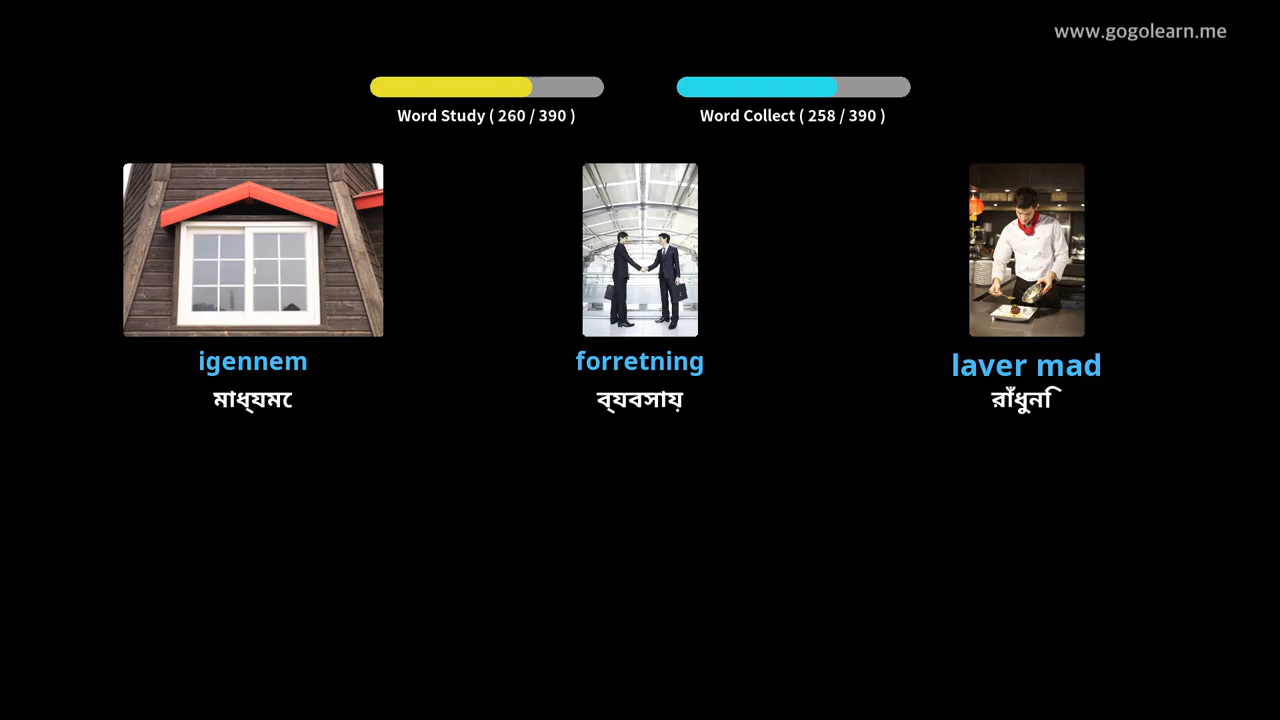 www.gogolearn.me
Word Study ( 260 / 390 )
Word Collect ( 258 / 390 )
igennem
forretning
laver mad
মাধ্যমে
ব্যবসায়
রাঁধুনি